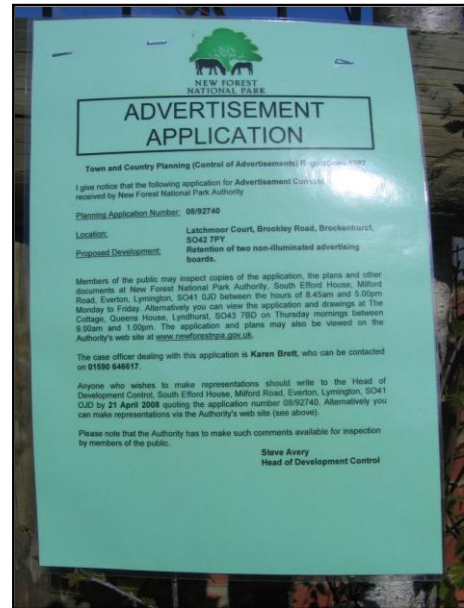 NEW FOREST
NATIONAL PARK
ADVERTISEMENT
APPLICATION
Town and Country Planning (Control of Advertisements) Regulations
I give notice that the following application for Advertisement Consent
received by New Forest National Park Authority
Planning Application Number: 08/92740
Location: Latchmoor Court, Brookley Road, Brockenhurst,
SO42 7PY
Proposed Development: Retention of two non-illuminated advertising
boards.
Members of the public may inspect copies of the application, the plans and other
documents at New Forest National Park Authority, South Efford House, Milford
Road, Everton, Lymington, SO41 0JD between the hours of 8.45am and 5.00pm
Monday to Friday. Alternatively you can view the application and drawings at The
Cottage, Queens House, Lyndhurst, SO43 7BD on Thursday mornings between
9.00am and 1.00pm. The application and plans may also be viewed on the
Authority's web site at www.newforestnpa.gov.uk.
The case officer dealing with this application is Karen Brett, who can be contacted
on 01590 646617.
Anyone who wishes to make representations should write to the Head of
Development Control, South Efford House, Milford Road, Everton, Lymington, SO41
OJD by 21 April 2008 quoting the application number 08/92740. Alternatively you
can make representations via the Authority's web site (see above).
Please note that the Authority has to make such comments available for inspection
by members of the public.
Steve Avery
Head of Development Control